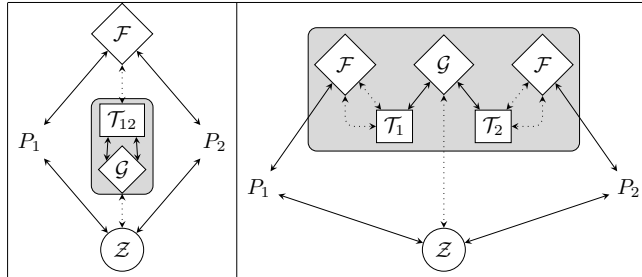 𝓕
𝓣₁₂
𝓖
P₁ P₂
𝓩
𝓕 𝓖 𝓕
𝓣₁ 𝓣₂
P₁ P₂
𝓩